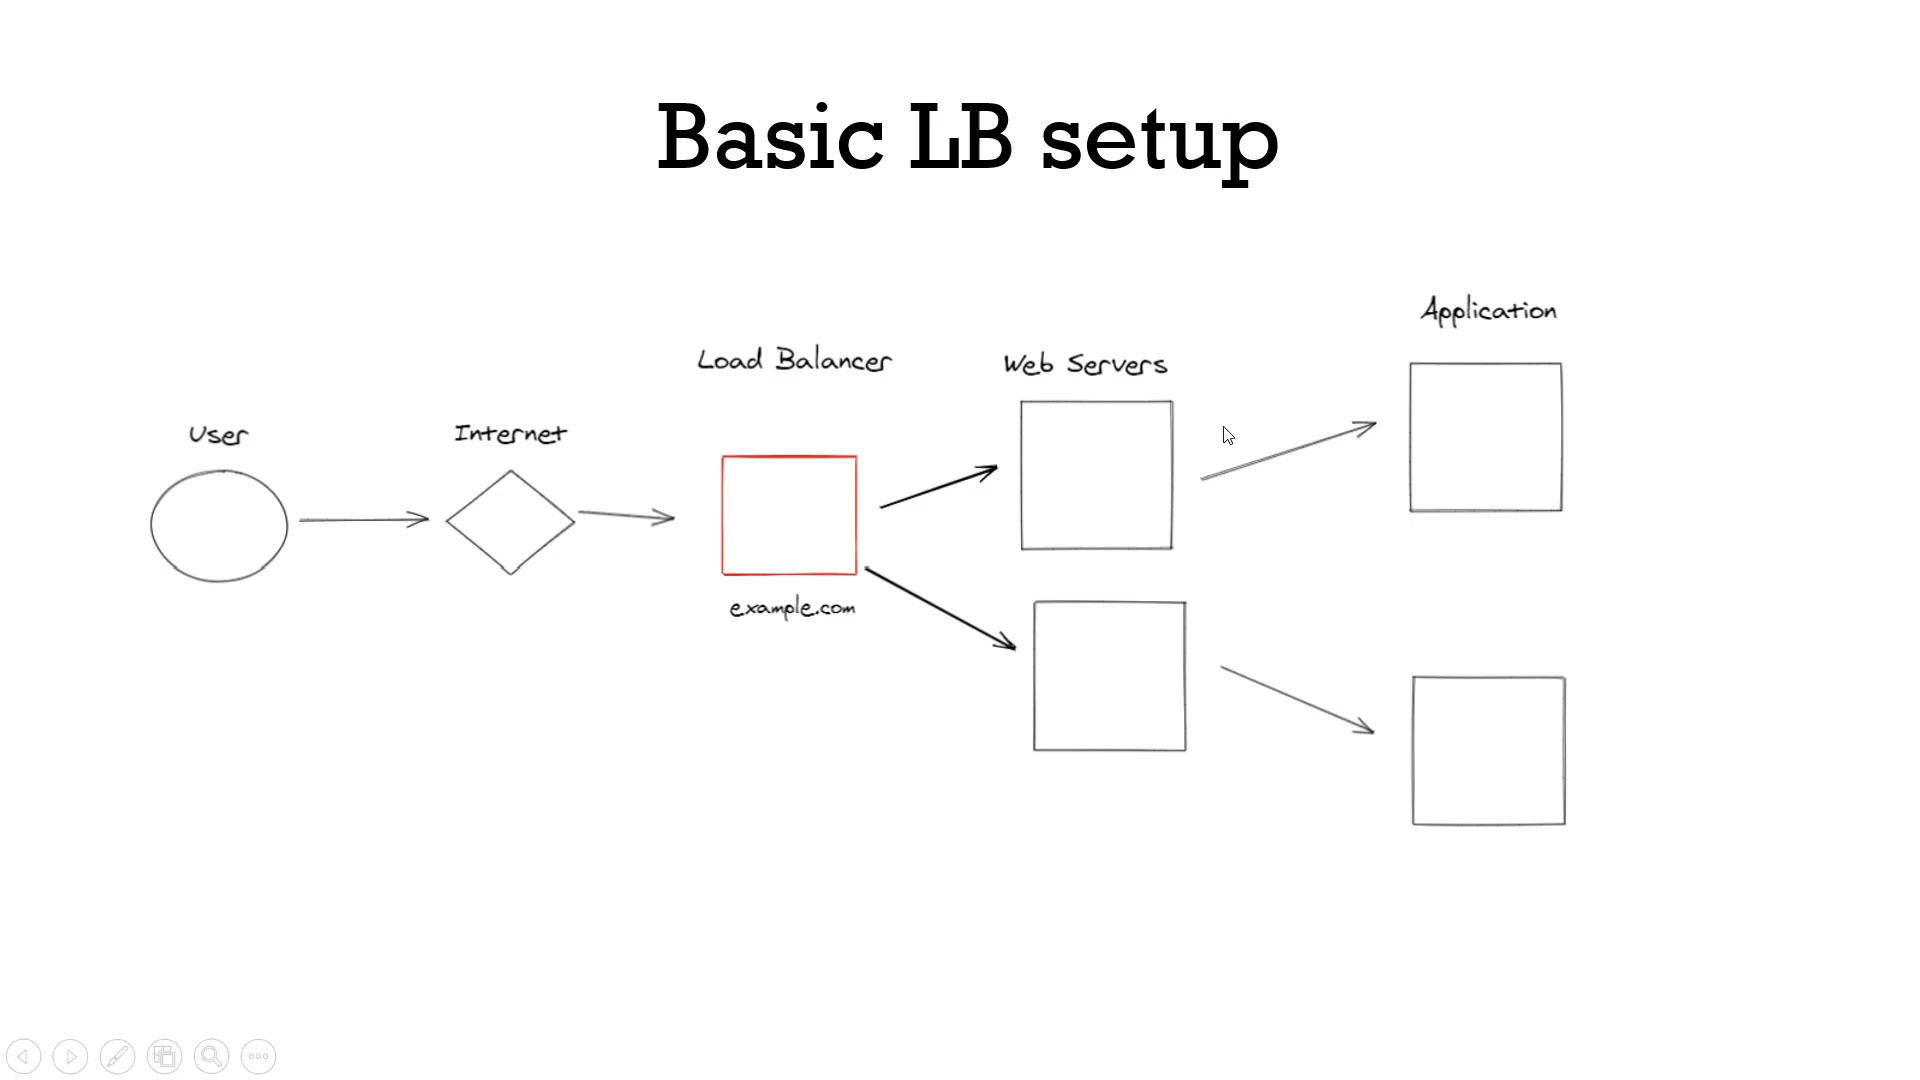 Basic LB setup
Application
Load Balancer
Web Servers
User
Internet
example.com